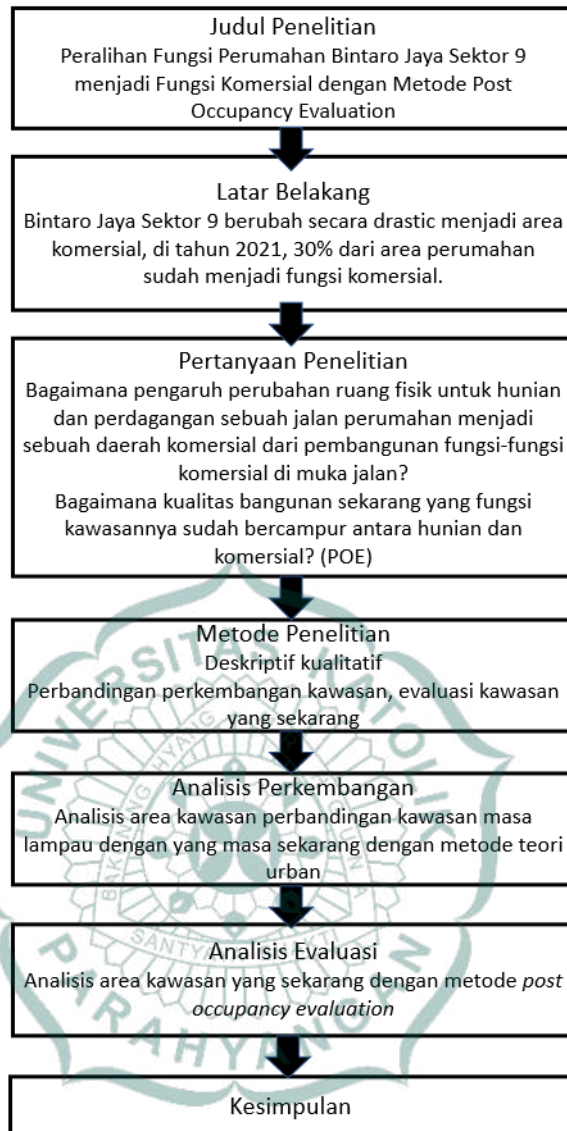 Judul Penelitian
Peralihan Fungsi Perumahan Bintaro Jaya Sektor 9
menjadi Fungsi Komersial dengan Metode Post
Occupancy Evaluation
Latar Belakang
Bintaro Jaya Sektor 9 berubah secara drastic menjadi area
komersial, di tahun 2021, 30% dari area perumahan
sudah menjadi fungsi komersial.
Pertanyaan Penelitian
Bagaimana pengaruh perubahan ruang fisik untuk hunian
dan perdagangan sebuah jalan perumahan menjadi
sebuah daerah komersial dari pembangunan fungsi-fungsi
komersial di muka jalan?
Bagaimana kualitas bangunan sekarang yang fungsi
kawasannya sudah bercampur antara hunian dan
komersial? (POE)
Metode Penelitian
Deskriptif kualitatif
Perbandingan perkembangan kawasan, evaluasi kawasan
yang sekarang
Analisis Perkembangan
Analisis area kawasan perbandingan kawasan masa
lampau dengan yang masa sekarang dengan metode teori
urban
Analisis Evaluasi
Analisis area kawasan yang sekarang dengan metode post
occupancy evaluation
Kesimpulan
UNIVERSITAS KATOLIK
PARAHYANGAN